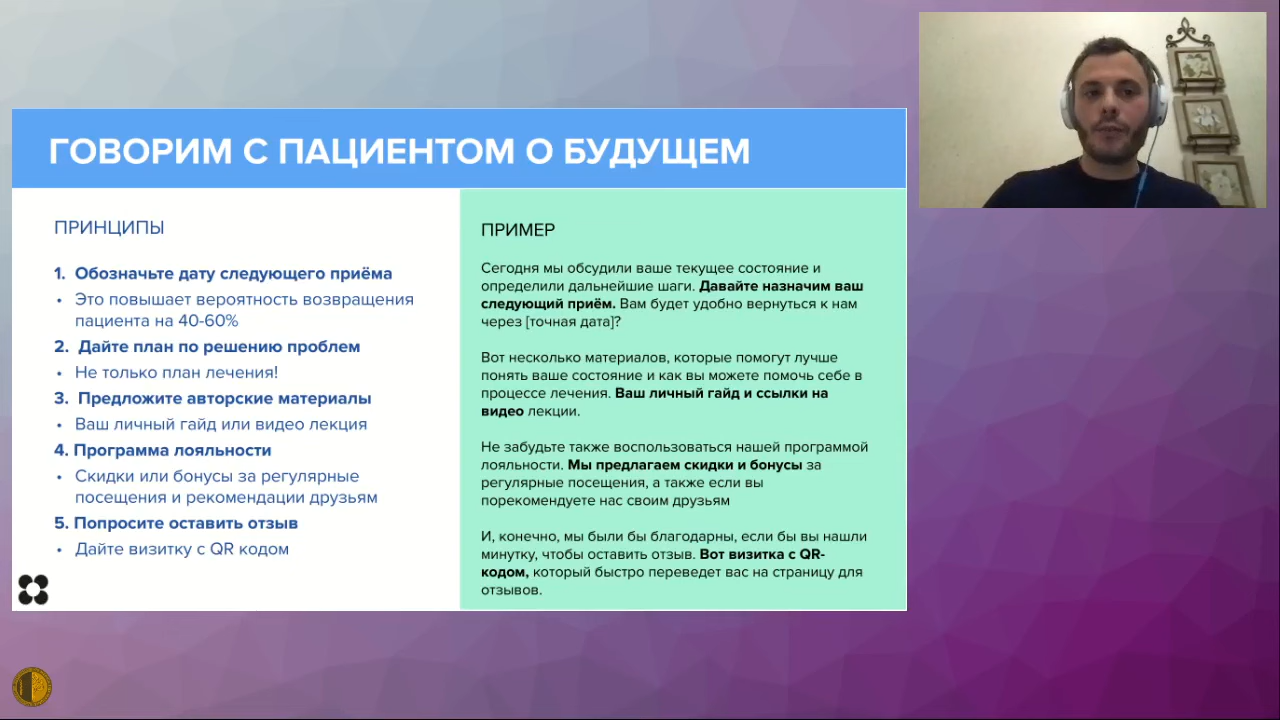 ГОВОРИМ С ПАЦИЕНТОМ О БУДУЩЕМ
ПРИНЦИПЫ
1. Обозначьте дату следующего приёма
• Это повышает вероятность возвращения
пациента на 40-60%
2. Дайте план по решению проблем
• Не только план лечения!
3. Предложите авторские материалы
• Ваш личный гайд или видео лекция
4. Программа лояльности
• Скидки или бонусы за регулярные
посещения и рекомендации друзьям
5. Попросите оставить отзыв
• Дайте визитку с QR кодом
ПРИМЕР
Сегодня мы обсудили ваше текущее состояние и
определили дальнейшие шаги. Давайте назначим ваш
следующий приём. Вам будет удобно вернуться к нам
через [точная дата]?
Вот несколько материалов, которые помогут лучше
понять ваше состояние и как вы можете помочь себе в
процессе лечения. Ваш личный гайд и ссылки на
видео лекции.
Не забудьте также воспользоваться нашей программой
лояльности. Мы предлагаем скидки и бонусы за
регулярные посещения, а также если вы
порекомендуете нас своим друзьям
И, конечно, мы были бы благодарны, если бы вы нашли
минутку, чтобы оставить отзыв. Вот визитка с QR-
кодом, который быстро переведет вас на страницу для
отзывов.